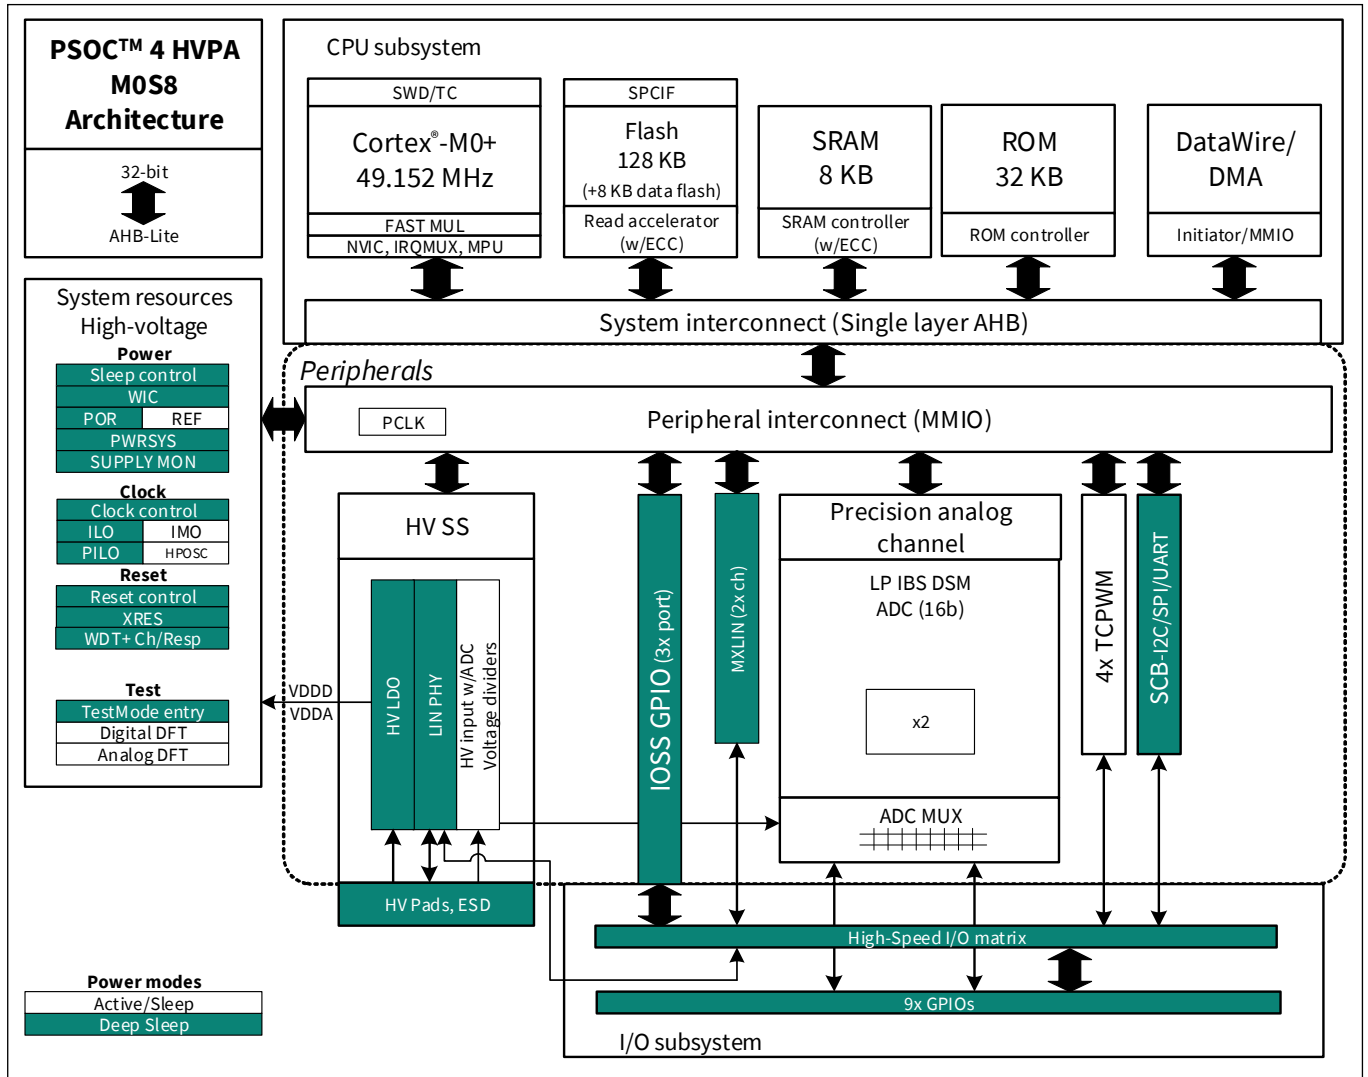 PSOC™ 4 HVPA
M0S8
Architecture
32-bit
AHB-Lite
CPU subsystem
SWD/TC
Cortex®-M0+
49.152 MHz
FAST MUL
NVIC, IRQMUX, MPU
SPCIF
Flash
128 KB
(+8 KB data flash)
Read accelerator
(w/ECC)
SRAM
8 KB
SRAM controller
(w/ECC)
ROM
32 KB
ROM controller
DataWire/
DMA
Initiator/MMIO
System interconnect (Single layer AHB)
System resources
High-voltage
Power
Sleep control
WIC
POR
REF
PWRSYS
SUPPLY MON
Clock
Clock control
ILO
IMO
PILO
HPOSC
Reset
Reset control
XRES
WDT+ Ch/Resp
Test
TestMode entry
Digital DFT
Analog DFT
Peripherals
PCLK
Peripheral interconnect (MMIO)
VDDD
VDDA
HV SS
HV LDO
LIN PHY
HV input w/ADC
Voltage dividers
HV Pads, ESD
IOSS GPIO (3x port)
MXLIN (2x ch)
Precision analog
channel
LP IBS DSM
ADC (16b)
x2
ADC MUX
4x TCPWM
SCB-I2C/SPI/UART
High-Speed I/O matrix
9x GPIOs
I/O subsystem
Power modes
Active/Sleep
Deep Sleep